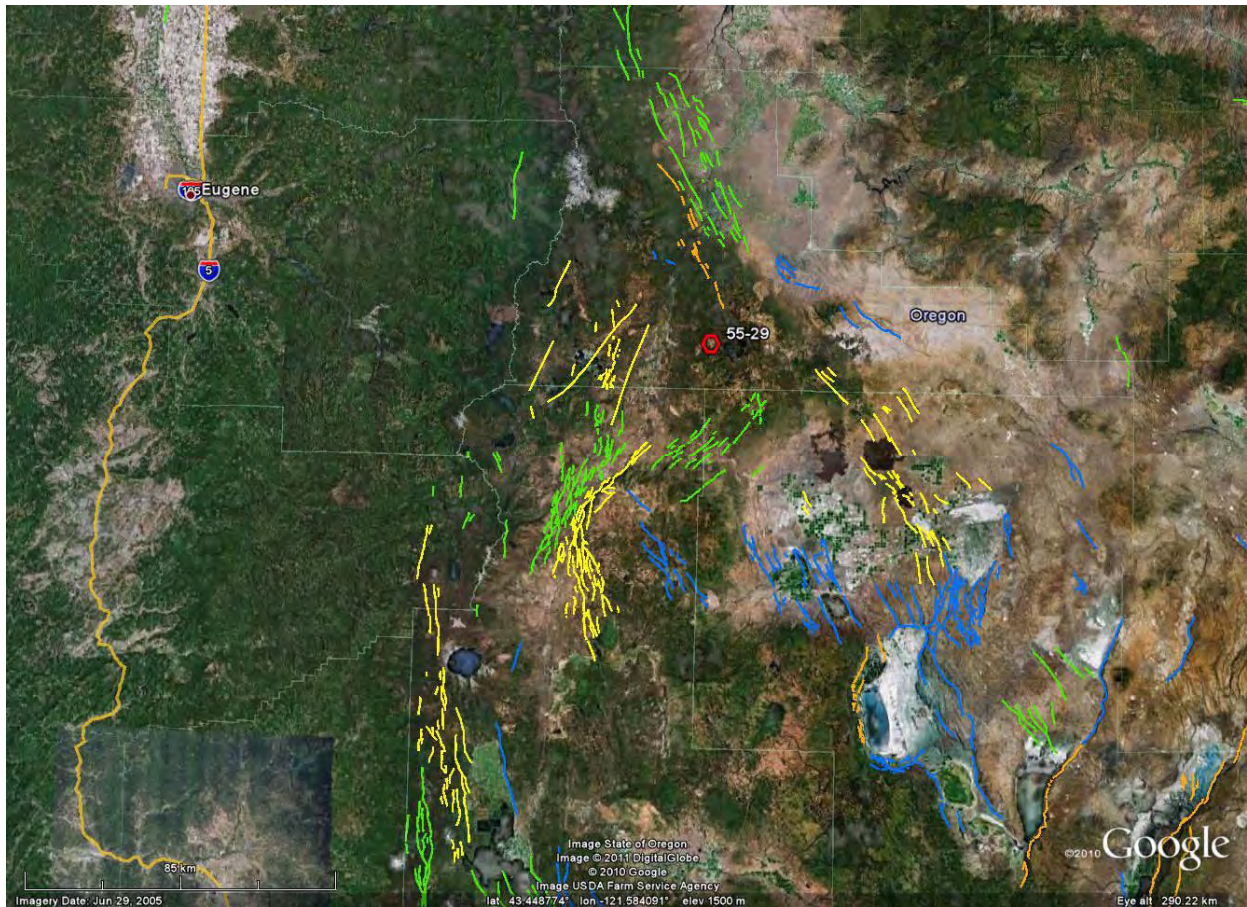 105
Eugene
5
55-29
Oregon
85 km
Image State of Oregon
Image © 2011 DigitalGlobe
© 2010 Google
Image USDA Farm Service Agency
©2010 Google
Imagery Date: Jun 29, 2005
lat 43.448774° lon -121.584091° elev 1500 m
Eye alt 290.22 km